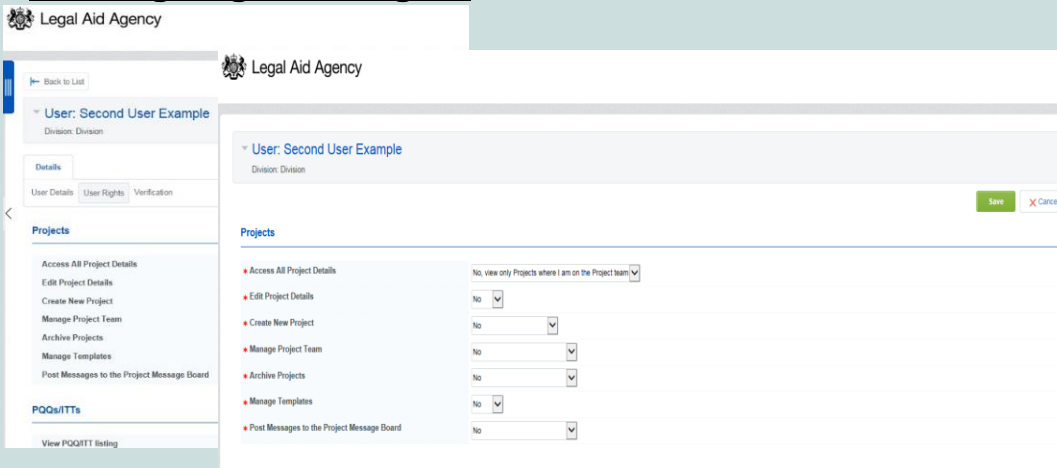 Legal Aid Agency
Back to List
User: Second User Example
Division: Division
Details
User Details User Rights Verification
Projects
Access All Project Details
Edit Project Details
Create New Project
Manage Project Team
Archive Projects
Manage Templates
Post Messages to the Project Message Board
PQQs/ITTs
View PQQ/ITT listing
Legal Aid Agency
User: Second User Example
Division: Division
Save X Cance
Projects
* Access All Project Details No, view only Projects where I am on the Project team
* Edit Project Details No
* Create New Project No
* Manage Project Team No
* Archive Projects No
* Manage Templates No
* Post Messages to the Project Message Board No